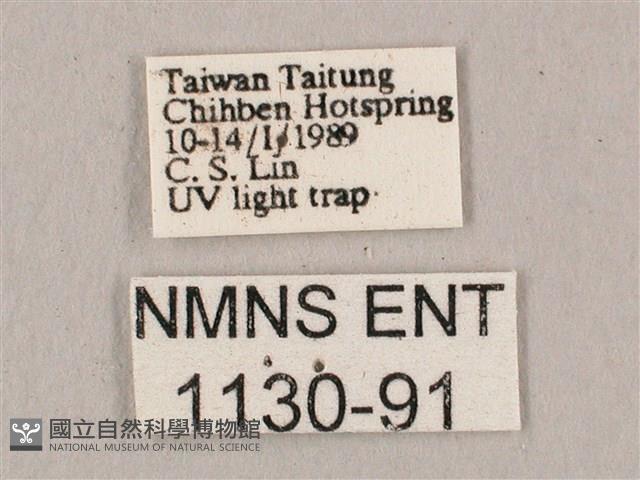 Taiwan Taitung
Chihben Hotspring
10-14/I/1989
C. S. Lin
UV light trap
NMNS ENT
1130-91
國立自然科學博物館
NATIONAL MUSEUM OF NATURAL SCIENCE